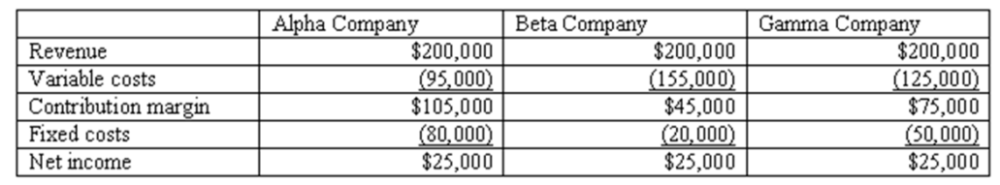 Alpha Company Beta Company Gamma Company
Revenue $200,000 $200,000 $200,000
Variable costs (95,000) (155,000) (125,000)
Contribution margin $105,000 $45,000 $75,000
Fixed costs (80,000) (20,000) (50,000)
Net income $25,000 $25,000 $25,000